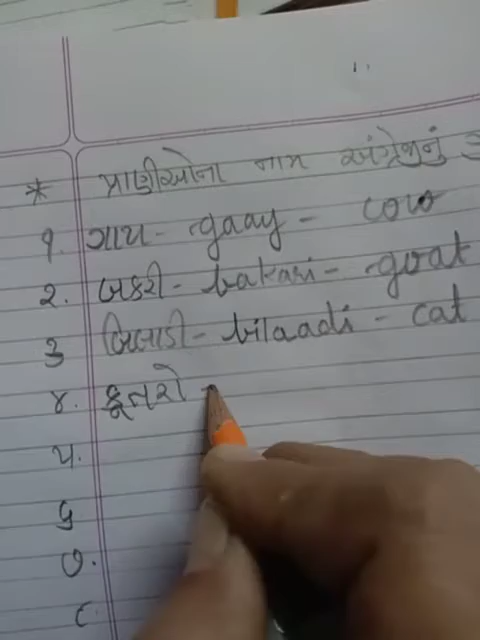 * પ્રાણીઓના નામ અંગ્રેજીનું
૧. ગાય - gaay - cow
૨. બકરી - bakari - goat
૩ બિલાડી - bilaadi - cat
૪. કૂતરો -
૫.
૬
૭.
૮